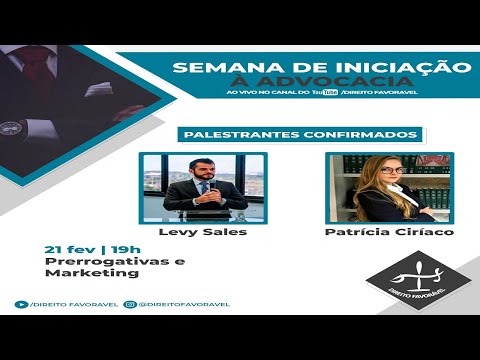 SEMANA DE INICIAÇÃO
À ADVOCACIA
AO VIVO NO CANAL DO YouTube /DIREITO FAVORAVEL
PALESTRANTES CONFIRMADOS
Levy Sales
Patrícia Ciríaco
21 fev | 19h
Prerrogativas e
Marketing
DIREITO FAVORÁVEL
/DIREITO FAVORAVEL
@DIREITOFAVORAVEL